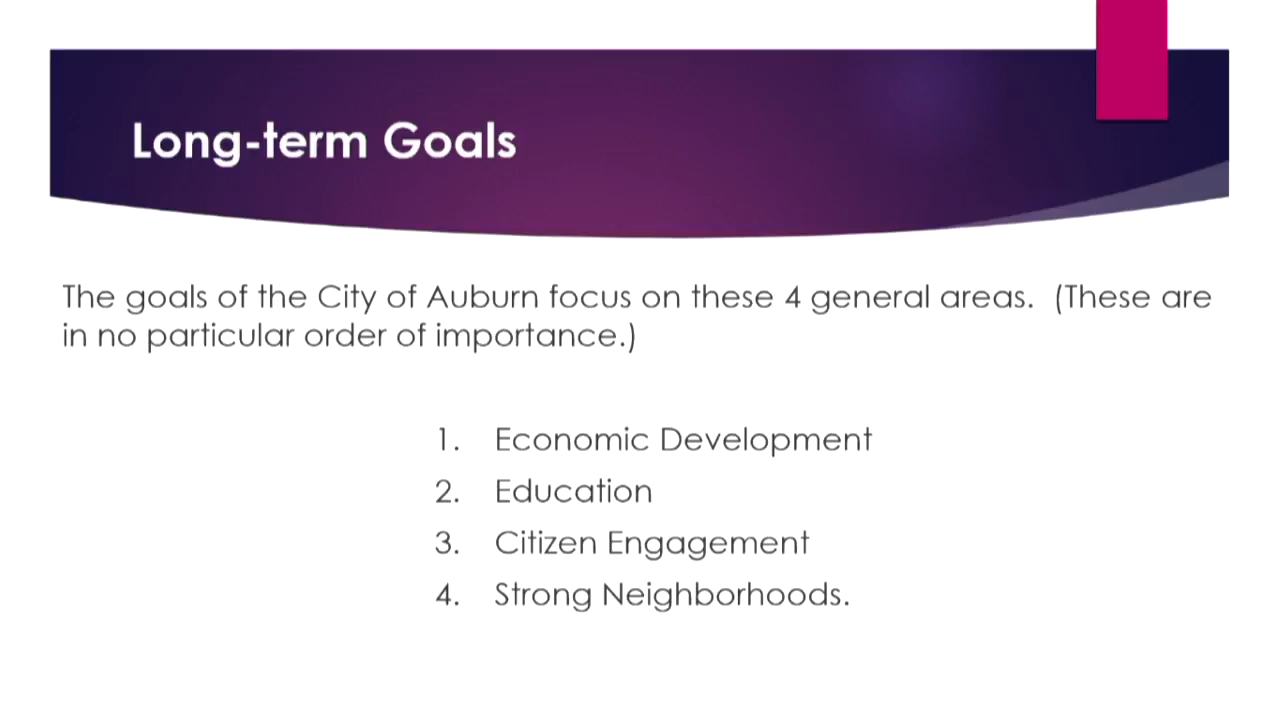 Long-term Goals
The goals of the City of Auburn focus on these 4 general areas.  (These are
in no particular order of importance.)
1. Economic Development
2. Education
3. Citizen Engagement
4. Strong Neighborhoods.